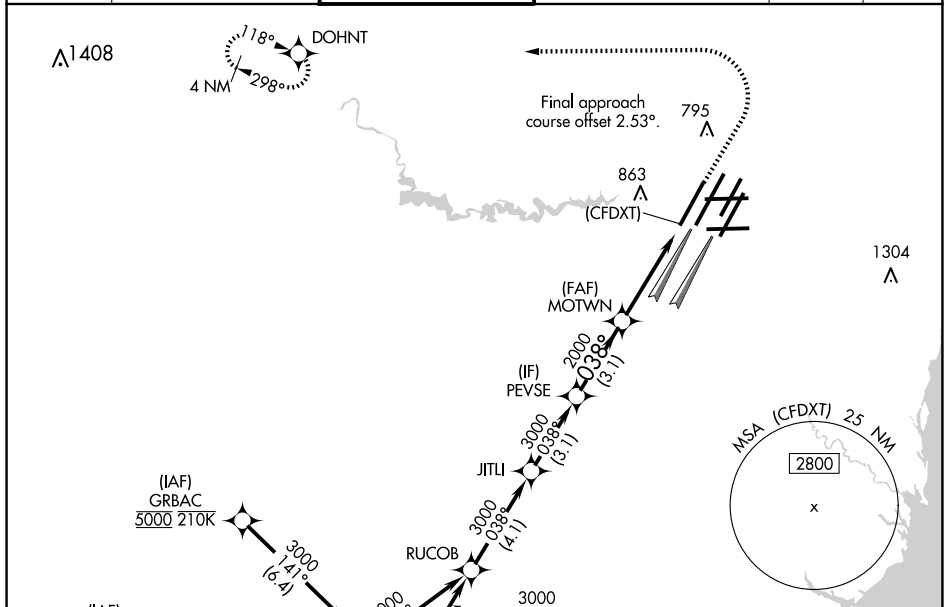 DOHNT
118°
298°
4 NM
1408
Final approach
course offset 2.53°.
795
863
(CFDXT)
1304
(FAF)
MOTWN
2000
038°
(3.1)
(IF)
PEVSE
3000
038°
(3.1)
JITLI
3000
038°
(4.1)
RUCOB
(IAF)
GRBAC
5000 210K
3000
141°
(6.4)
3000
MSA (CFDXT) 25 NM
2800
x